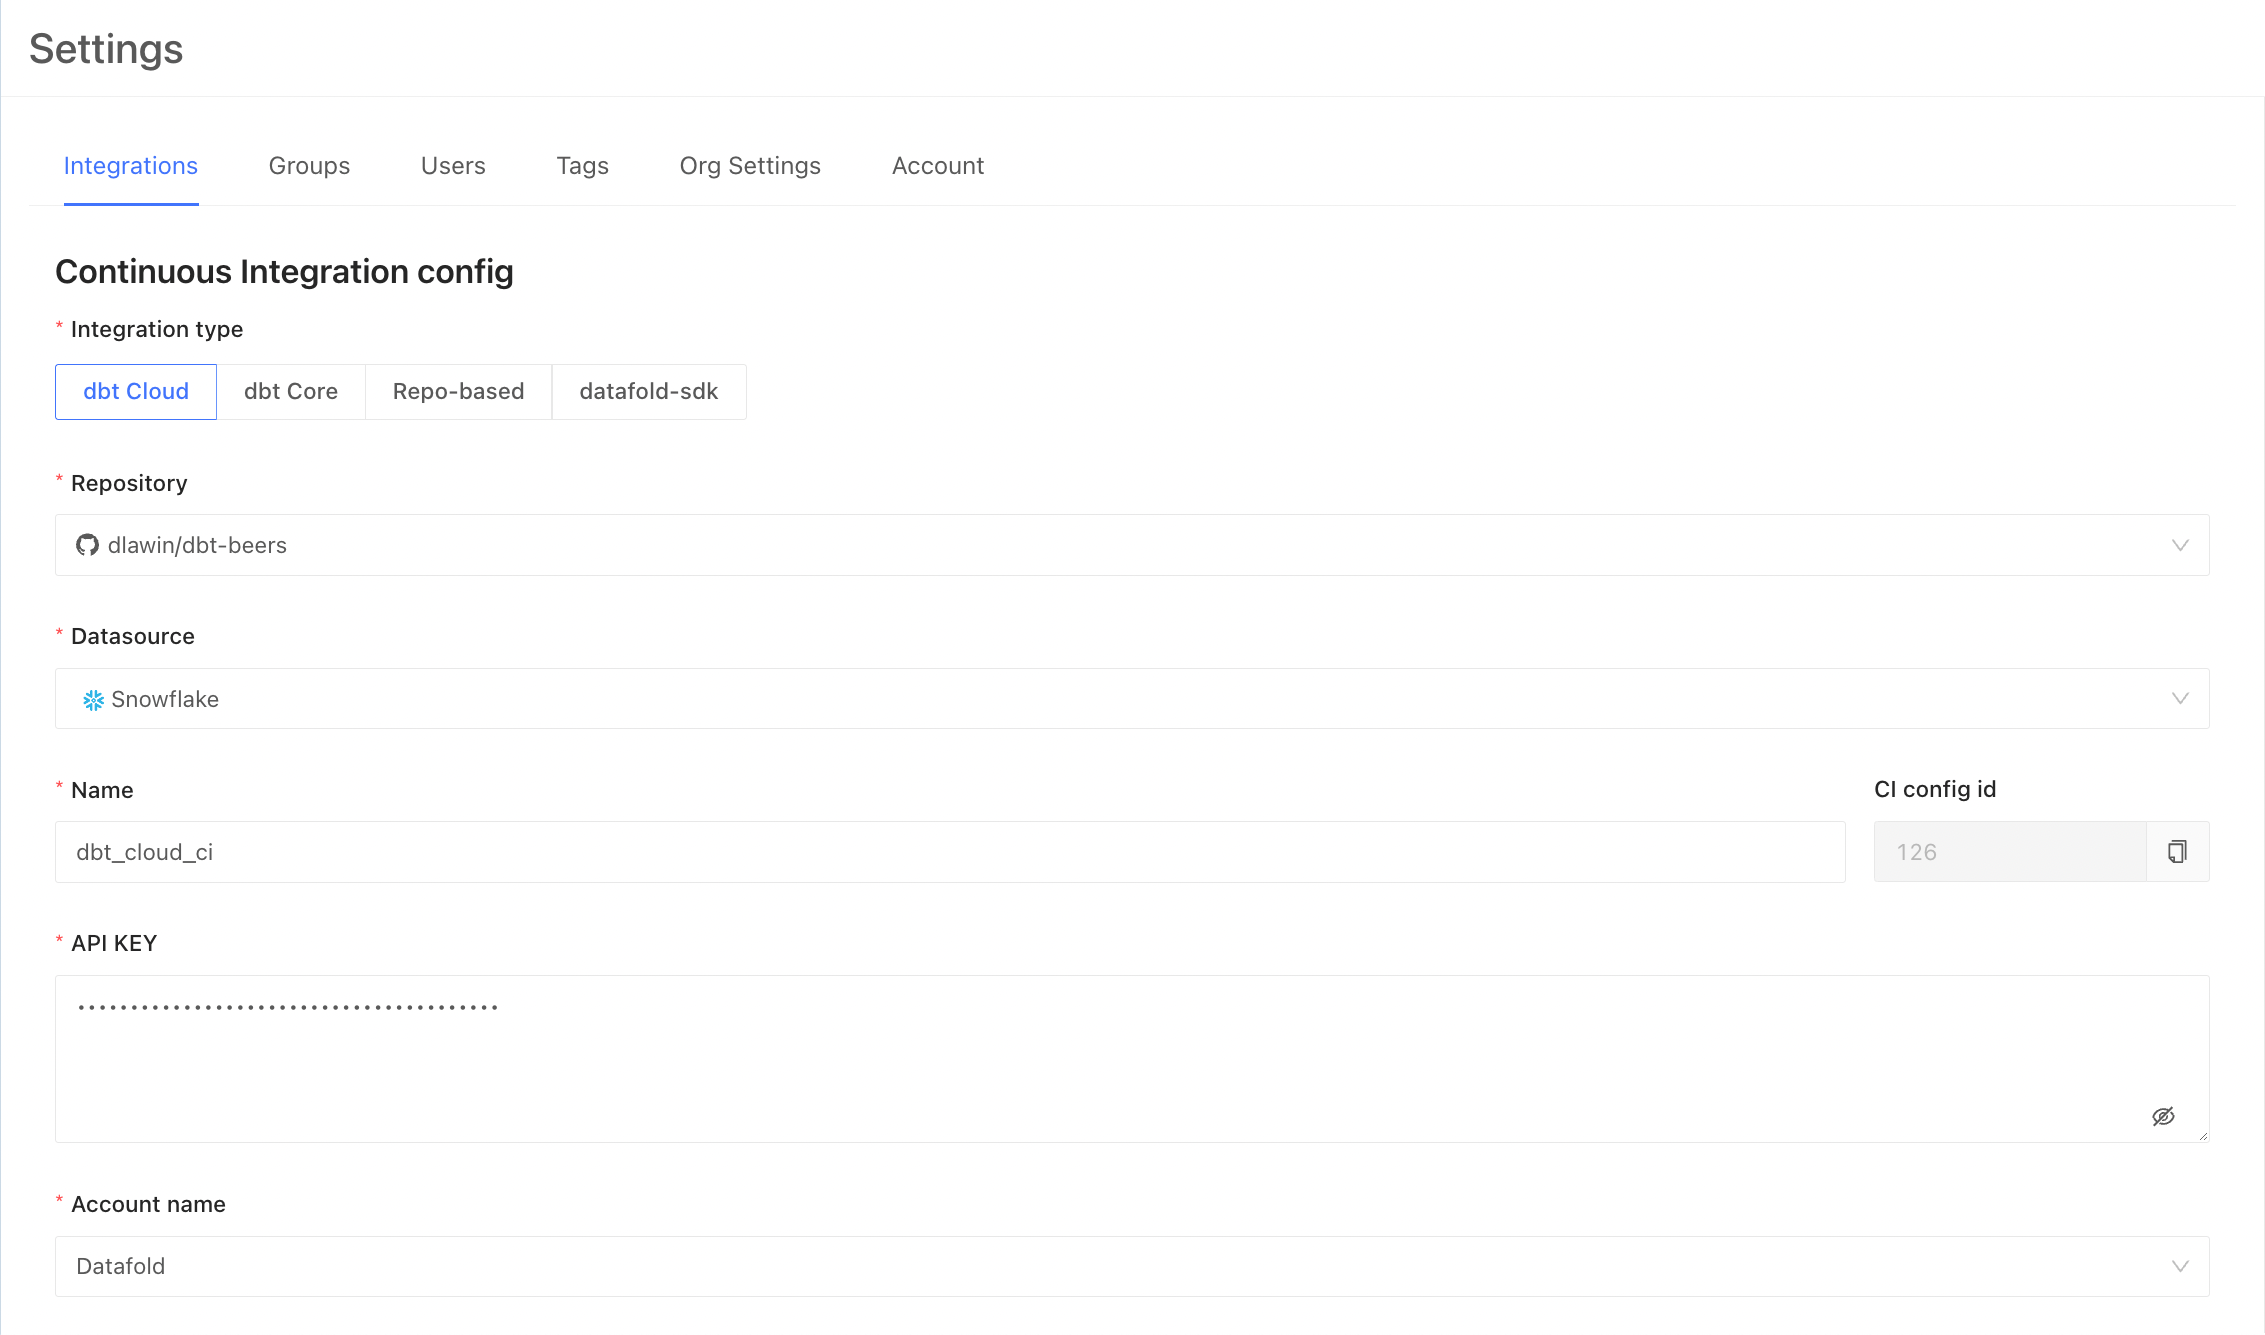 Settings
Integrations Groups Users Tags Org Settings Account
Continuous Integration config
* Integration type
dbt Cloud dbt Core Repo-based datafold-sdk
* Repository
dlawin/dbt-beers
* Datasource
Snowflake
* Name CI config id
dbt_cloud_ci 126
* API KEY
••••••••••••••••••••••••••••••••••••••••
* Account name
Datafold